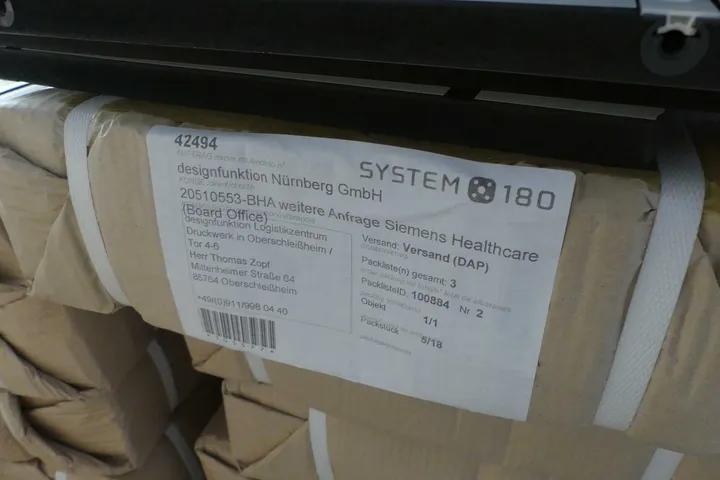 42494
SYSTEM 180
designfunktion Nürnberg GmbH
20510553-BHA weitere Anfrage Siemens Healthcare
(Board Office)
designfunktion Logistikzentrum
Druckwerk in Oberschleißheim /
Tor 4-6
Herr Thomas Zopf
Mittenheimer Straße 64
85764 Oberschleißheim
+49(0)911/998 04 40
Versand: Versand (DAP)
Packliste(n) gesamt: 3
PacklisteID. 100884 Nr. 2
Objekt 1/1
Packstück 5/18